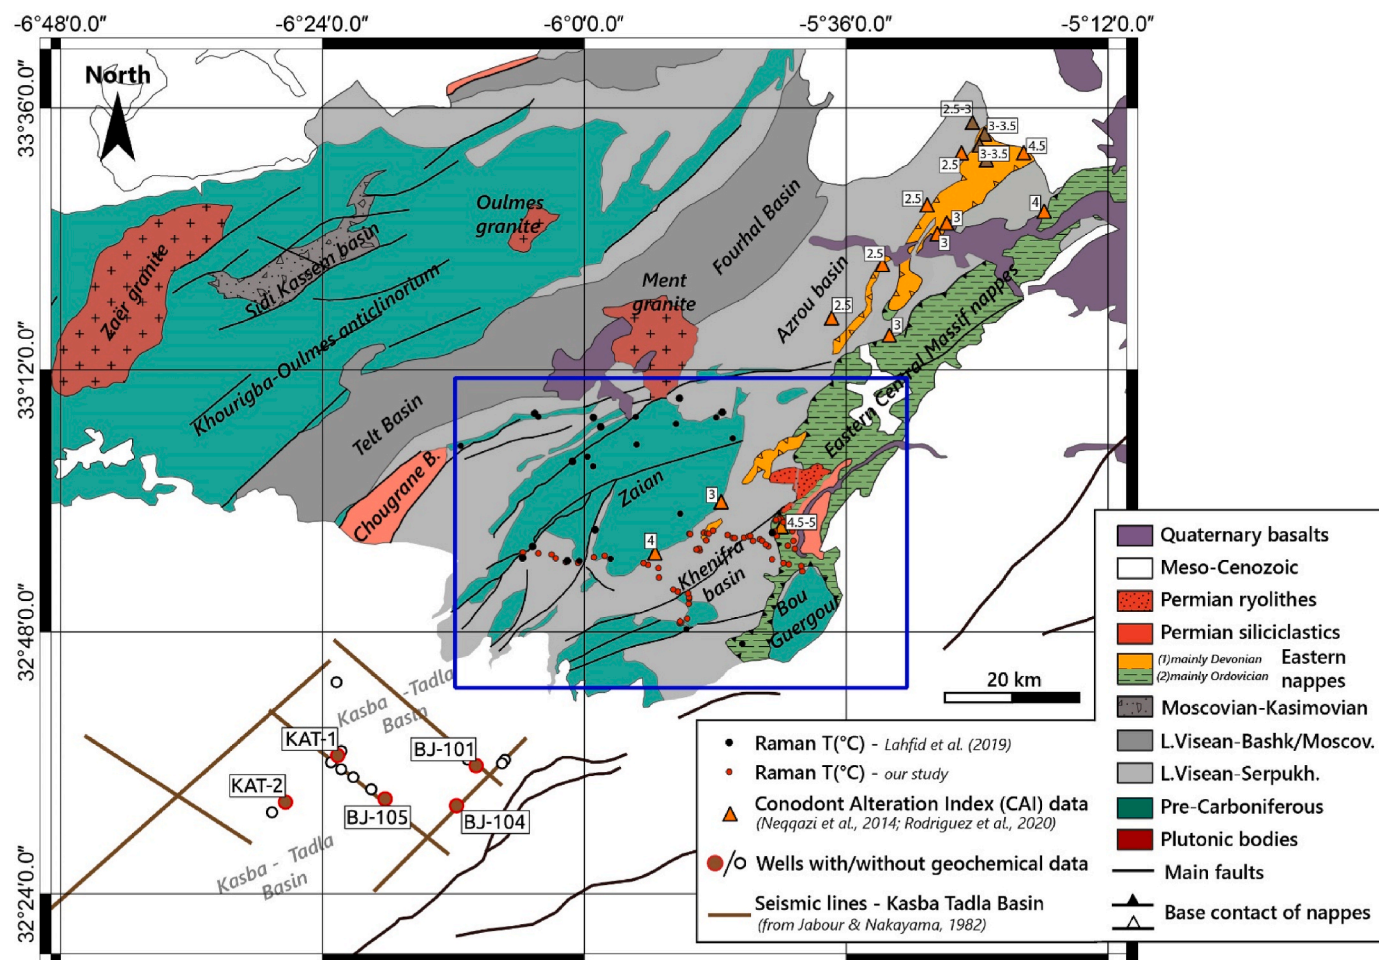 -6°48'0.0"
-6°24'0.0"
-6°0'0.0"
-5°36'0.0"
-5°12'0.0"
33°36'0.0"
33°12'0.0"
32°48'0.0"
32°24'0.0"
North
2.5-3
3-3.5
4.5
3-3.5
2.5
2.5
3
3
4
2.5
2.5
3
Oulmes
granite
Zaer granite
Sidi Kassem basin
Khourigba-Oulmes anticlinorium
Fourhal Basin
Ment
granite
Azrou basin
Eastern Central Massif nappes
Telt Basin
Chougrane B.
Zaian
3
4
4.5-5
Khenifra
basin
Bou
Guergour
20 km
Kasba -Tadla
Basin
KAT-1
BJ-101
KAT-2
BJ-105
BJ-104
Kasba - Tadla
Basin
Quaternary basalts
Meso-Cenozoic
Permian ryolithes
Permian siliciclastics
(1)mainly Devonian
(2)mainly Ordovician
Eastern
nappes
Moscovian-Kasimovian
L.Visean-Bashk/Moscov.
L.Visean-Serpukh.
Pre-Carboniferous
Plutonic bodies
Main faults
Base contact of nappes
Raman T(°C) - Lahfid et al. (2019)
Raman T(°C) - our study
Conodont Alteration Index (CAI) data
(Neqqazi et al., 2014; Rodriguez et al., 2020)
/ Wells with/without geochemical data
Seismic lines - Kasba Tadla Basin
(from Jabour & Nakayama, 1982)